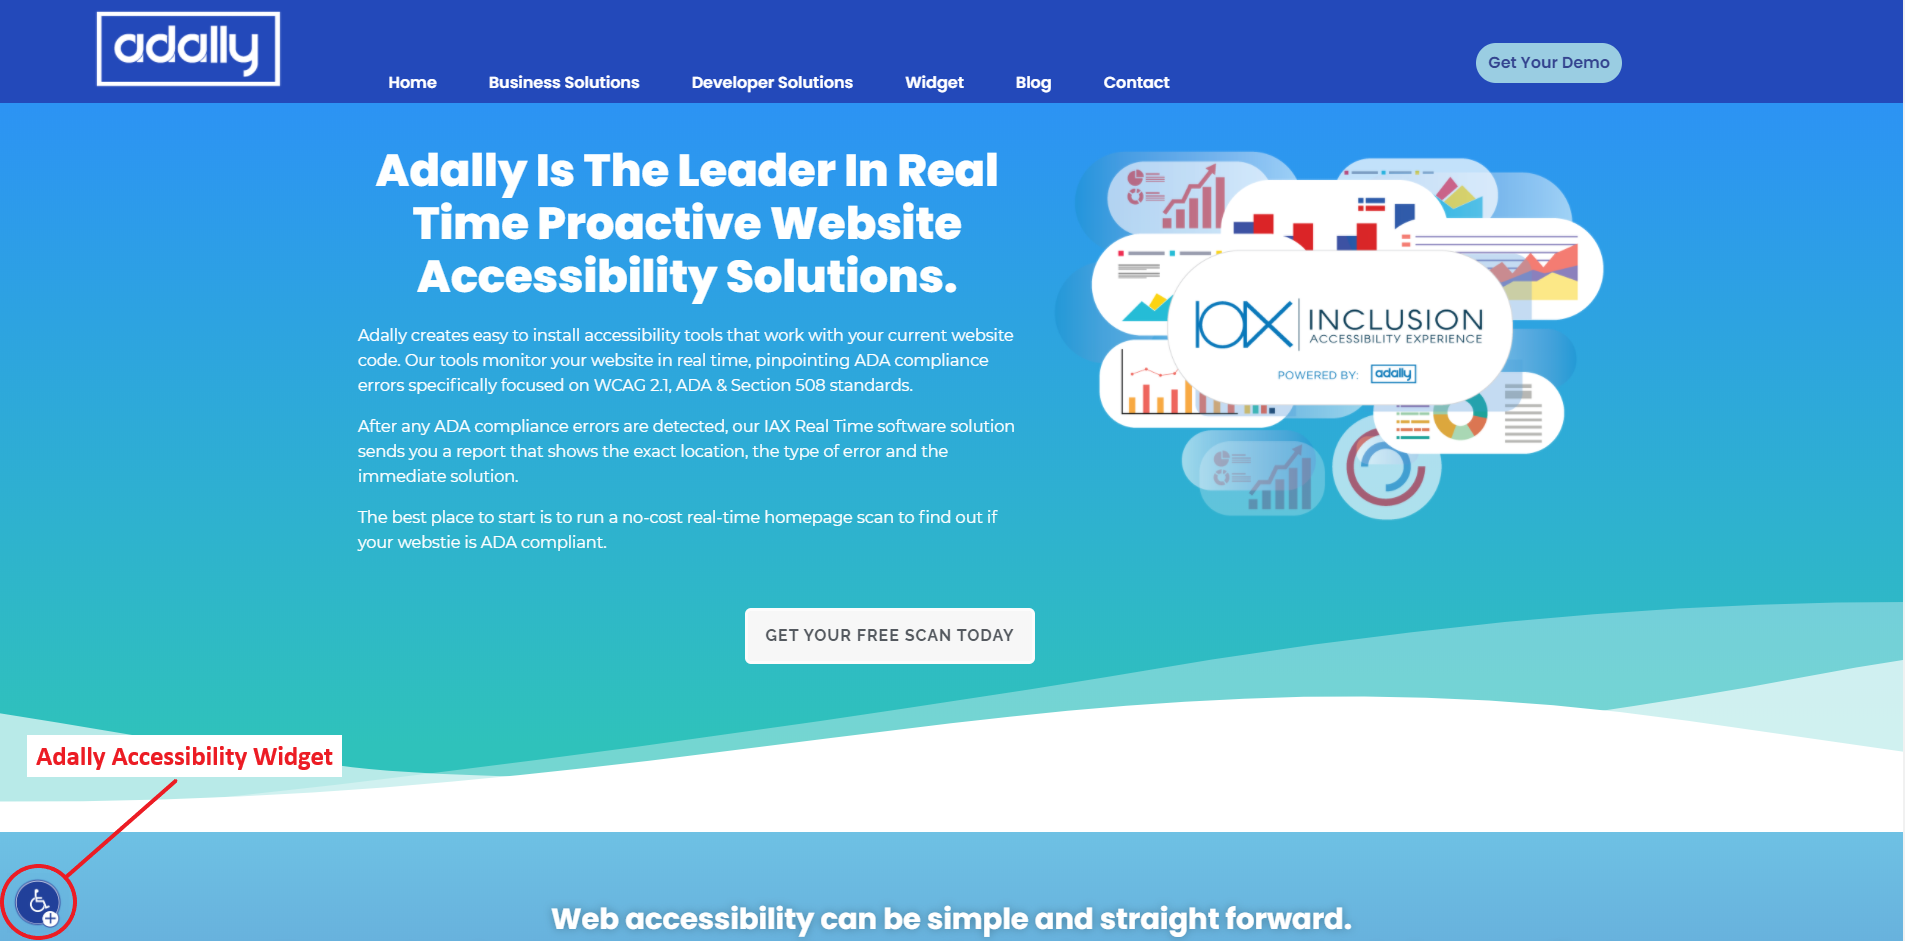 adally
Home Business Solutions Developer Solutions Widget Blog Contact
Get Your Demo
Adally Is The Leader In Real
Time Proactive Website
Accessibility Solutions.
Adally creates easy to install accessibility tools that work with your current website
code. Our tools monitor your website in real time, pinpointing ADA compliance
errors specifically focused on WCAG 2.1, ADA & Section 508 standards.
After any ADA compliance errors are detected, our IAX Real Time software solution
sends you a report that shows the exact location, the type of error and the
immediate solution.
The best place to start is to run a no-cost real-time homepage scan to find out if
your webstie is ADA compliant.
IAX INCLUSION
ACCESSIBILITY EXPERIENCE
POWERED BY: adally
GET YOUR FREE SCAN TODAY
Adally Accessibility Widget
Web accessibility can be simple and straight forward.